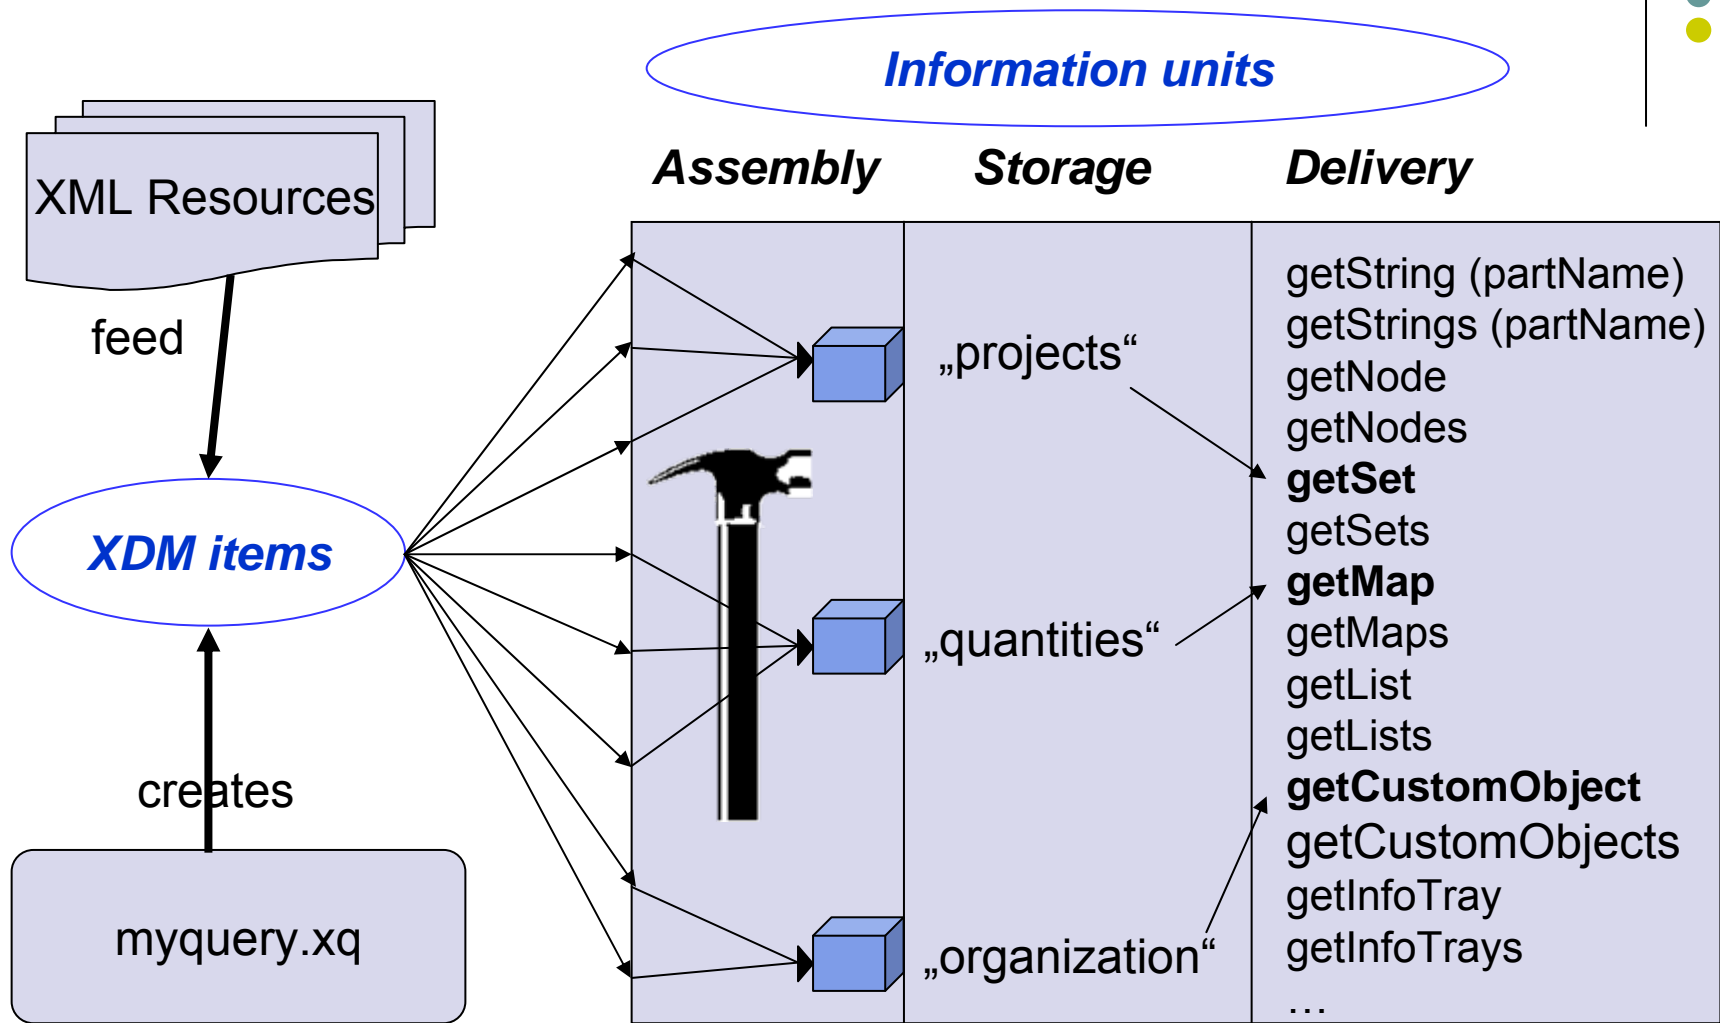 Information units
Assembly Storage Delivery
XML Resources
feed
XDM items
creates
myquery.xq
„projects“
„quantities“
„organization“
getString (partName)
getStrings (partName)
getNode
getNodes
getSet
getSets
getMap
getMaps
getList
getLists
getCustomObject
getCustomObjects
getInfoTray
getInfoTrays
…